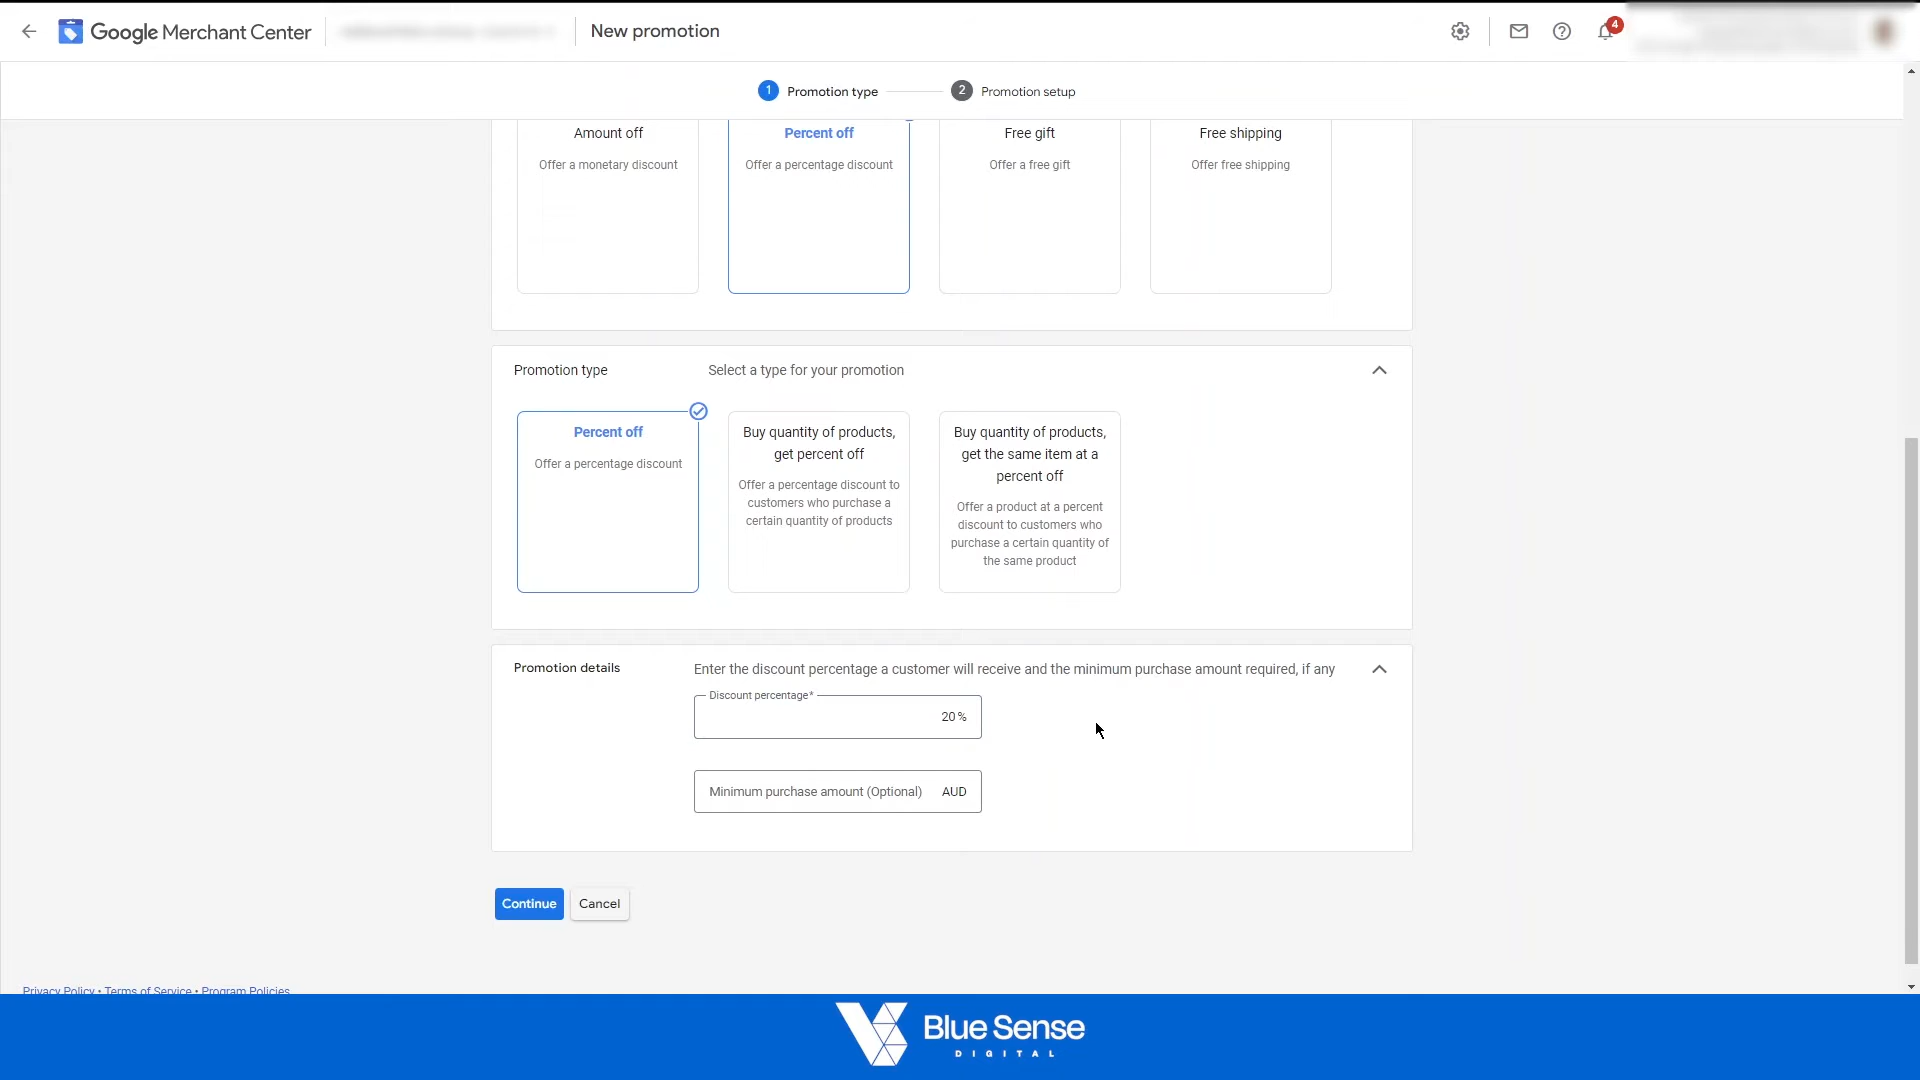 Google Merchant Center
New promotion
4
1 Promotion type
2 Promotion setup
Amount off
Offer a monetary discount
Percent off
Offer a percentage discount
Free gift
Offer a free gift
Free shipping
Offer free shipping
Promotion type
Select a type for your promotion
Percent off
Offer a percentage discount
Buy quantity of products,
get percent off
Offer a percentage discount to
customers who purchase a
certain quantity of products
Buy quantity of products,
get the same item at a
percent off
Offer a product at a percent
discount to customers who
purchase a certain quantity of
the same product
Promotion details
Enter the discount percentage a customer will receive and the minimum purchase amount required, if any
Discount percentage*
20 %
Minimum purchase amount (Optional) AUD
Continue
Cancel
Privacy Policy • Terms of Service • Program Policies
Blue Sense
DIGITAL